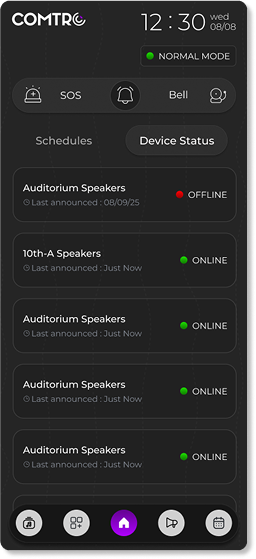 COMTRO
12 : 30
wed
08/08
NORMAL MODE
SOS
Bell
Schedules
Device Status
Auditorium Speakers
Last announced : 08/09/25
OFFLINE
10th-A Speakers
Last announced : Just Now
ONLINE
Auditorium Speakers
Last announced : Just Now
ONLINE
Auditorium Speakers
Last announced : Just Now
ONLINE
Auditorium Speakers
Last announced : Just Now
ONLINE